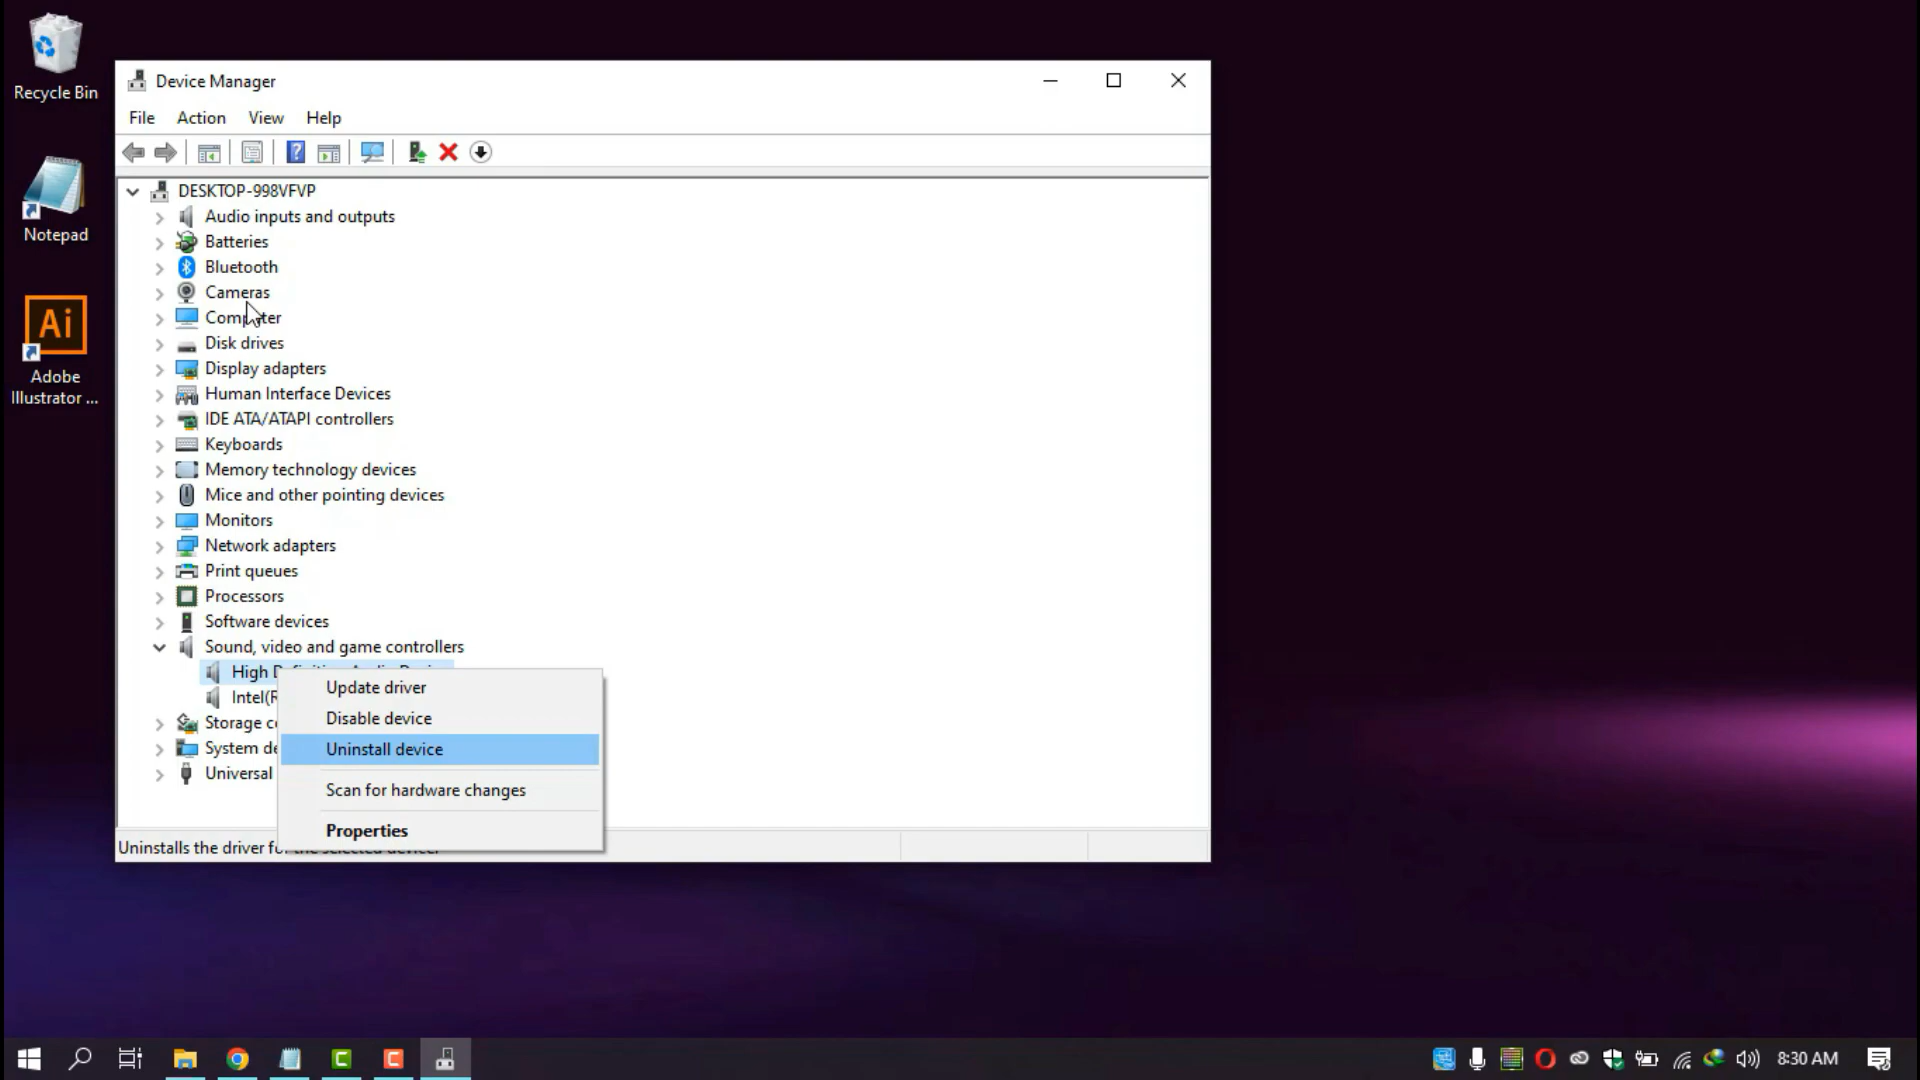 Recycle Bin
Notepad
Ai
Adobe
Illustrator ...
Device Manager
File Action View Help
DESKTOP-998VFVP
Audio inputs and outputs
Batteries
Bluetooth
Cameras
Computer
Disk drives
Display adapters
Human Interface Devices
IDE ATA/ATAPI controllers
Keyboards
Memory technology devices
Mice and other pointing devices
Monitors
Network adapters
Print queues
Processors
Software devices
Sound, video and game controllers
High
Intel(R
Storage
System
Universal
Update driver
Disable device
Uninstall device
Scan for hardware changes
Properties
Uninstalls the driver for the selected device.
8:30 AM